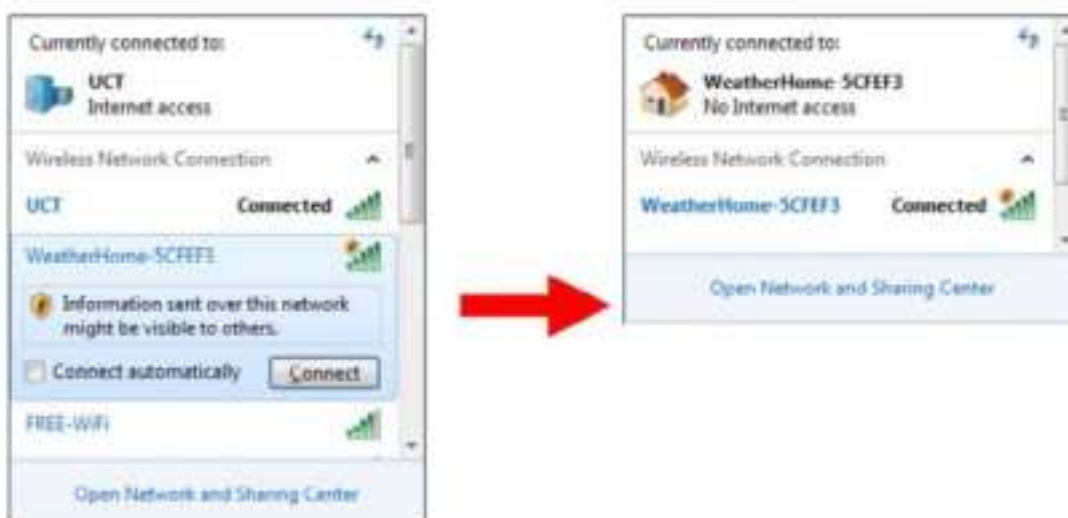 Currently connected to:
UCT
Internet access
Wireless Network Connection
UCT Connected
WeatherHome-5CFEF3
Information sent over this network
might be visible to others.
Connect automatically Connect
FREE-WiFi
Open Network and Sharing Center
Currently connected to:
WeatherHome-5CFEF3
No Internet access
Wireless Network Connection
WeatherHome-5CFEF3 Connected
Open Network and Sharing Center